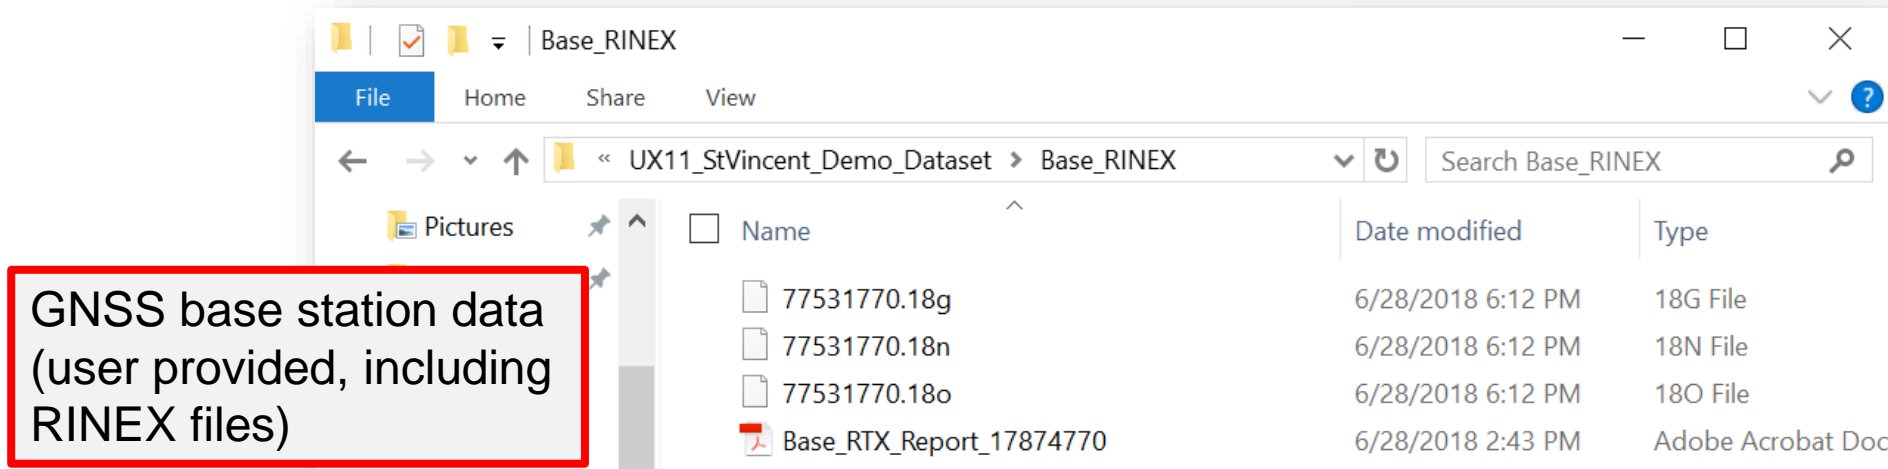 Base_RINEX
File Home Share View
« UX11_StVincent_Demo_Dataset > Base_RINEX Search Base_RINEX
Pictures
Name Date modified Type
77531770.18g 6/28/2018 6:12 PM 18G File
77531770.18n 6/28/2018 6:12 PM 18N File
77531770.18o 6/28/2018 6:12 PM 18O File
Base_RTX_Report_17874770 6/28/2018 2:43 PM Adobe Acrobat Doc
GNSS base station data
(user provided, including
RINEX files)